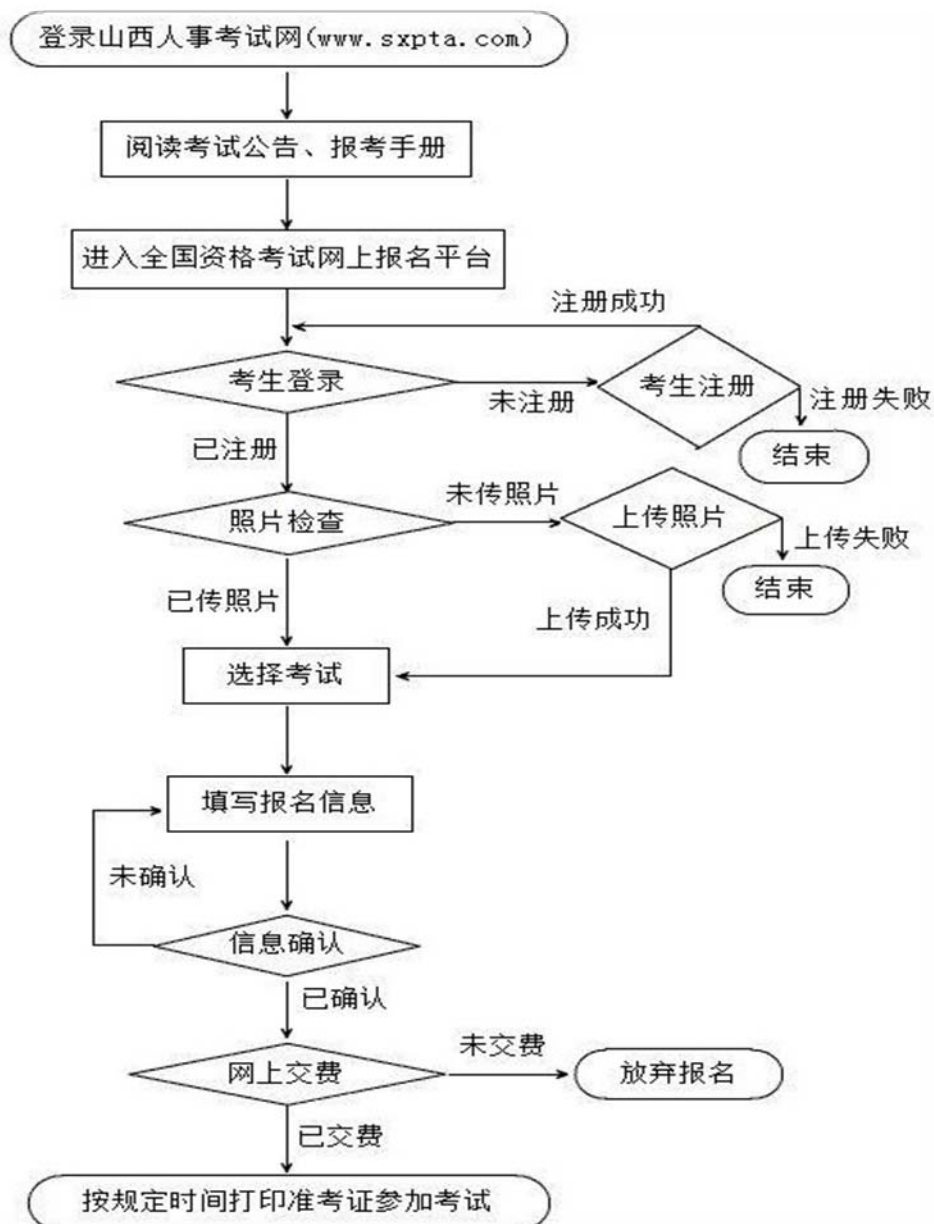 登录山西人事考试网(www.sxpta.com)
阅读考试公告、报考手册
进入全国资格考试网上报名平台
注册成功
考生登录
未注册
考生注册
注册失败
已注册
结束
照片检查
未传照片
上传照片
上传失败
结束
已传照片
上传成功
选择考试
填写报名信息
未确认
信息确认
已确认
网上交费
未交费
放弃报名
已交费
按规定时间打印准考证参加考试